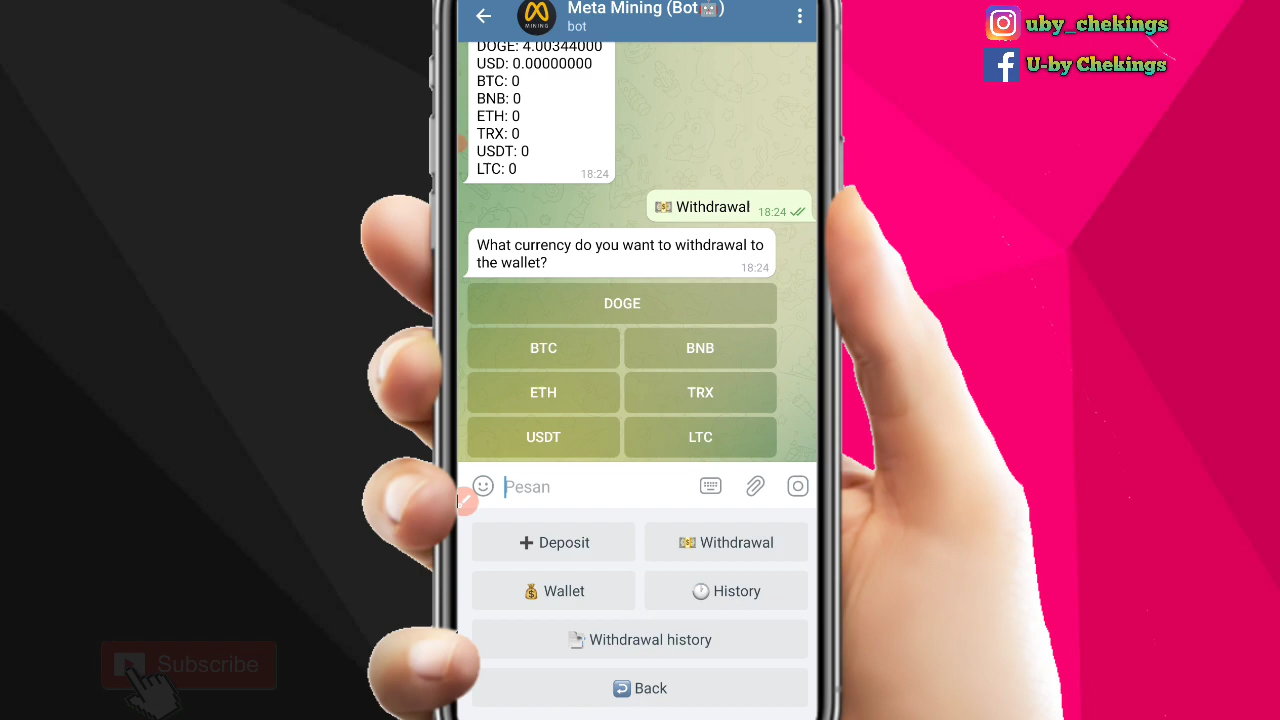 Meta Mining (Bot🤖)
bot
MINING
uby_chekings
U-by Chekings
DOGE: 4.00344000
USD: 0.00000000
BTC: 0
BNB: 0
ETH: 0
TRX: 0
USDT: 0
LTC: 0
18:24
💵 Withdrawal 18:24
What currency do you want to withdrawal to
the wallet?
18:24
DOGE
BTC BNB
ETH TRX
USDT LTC
Pesan
➕ Deposit 💵 Withdrawal
💰 Wallet 🕐 History
📑 Withdrawal history
↩️ Back
Subscribe